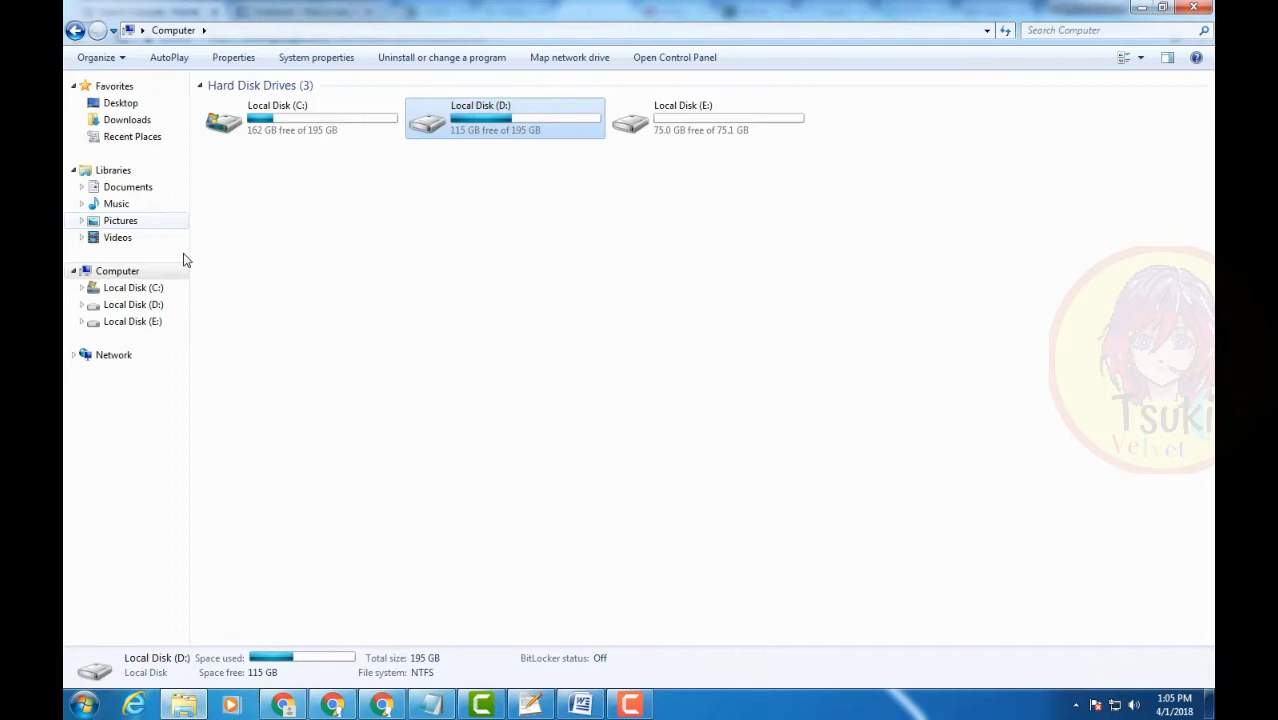 Computer
Search Computer
Organize
AutoPlay
Properties
System properties
Uninstall or change a program
Map network drive
Open Control Panel
Favorites
Desktop
Downloads
Recent Places
Libraries
Documents
Music
Pictures
Videos
Computer
Local Disk (C:)
Local Disk (D:)
Local Disk (E:)
Network
Hard Disk Drives (3)
Local Disk (C:)
162 GB free of 195 GB
Local Disk (D:)
115 GB free of 195 GB
Local Disk (E:)
75.0 GB free of 75.1 GB
TSUKI
Velvet
Local Disk (D:) Space used: Total size: 195 GB BitLocker status: Off
Local Disk Space free: 115 GB File system: NTFS
1:05 PM
4/1/2018